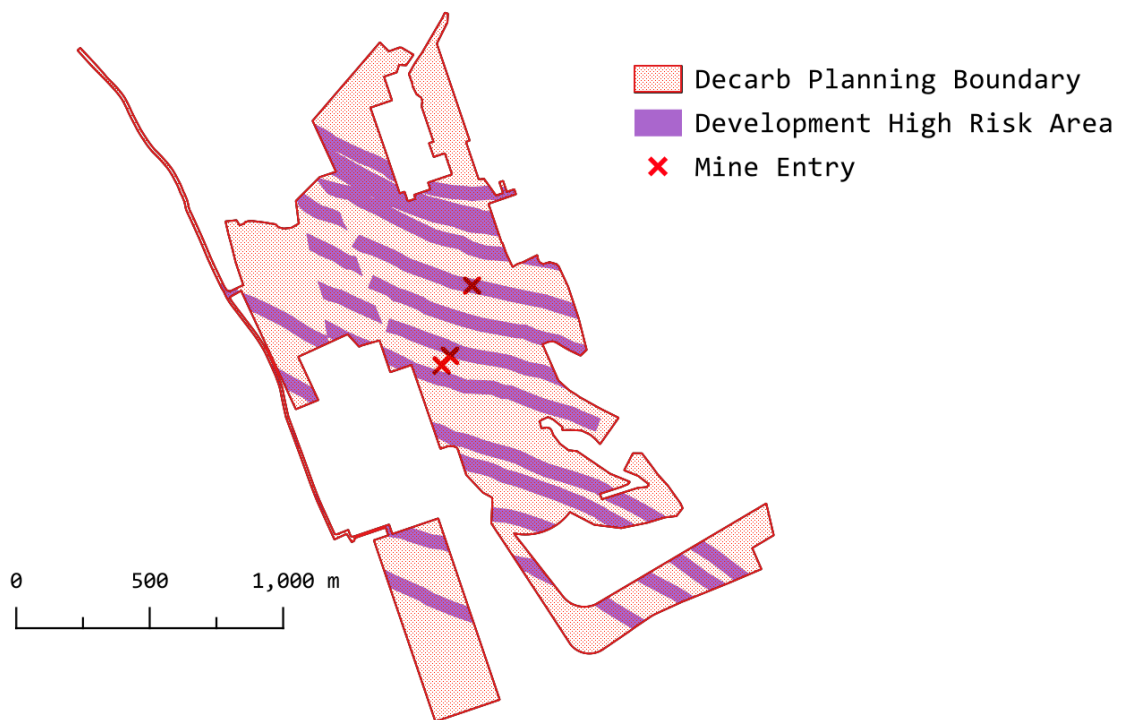 Decarb Planning Boundary
Development High Risk Area
Mine Entry
0 500 1,000 m